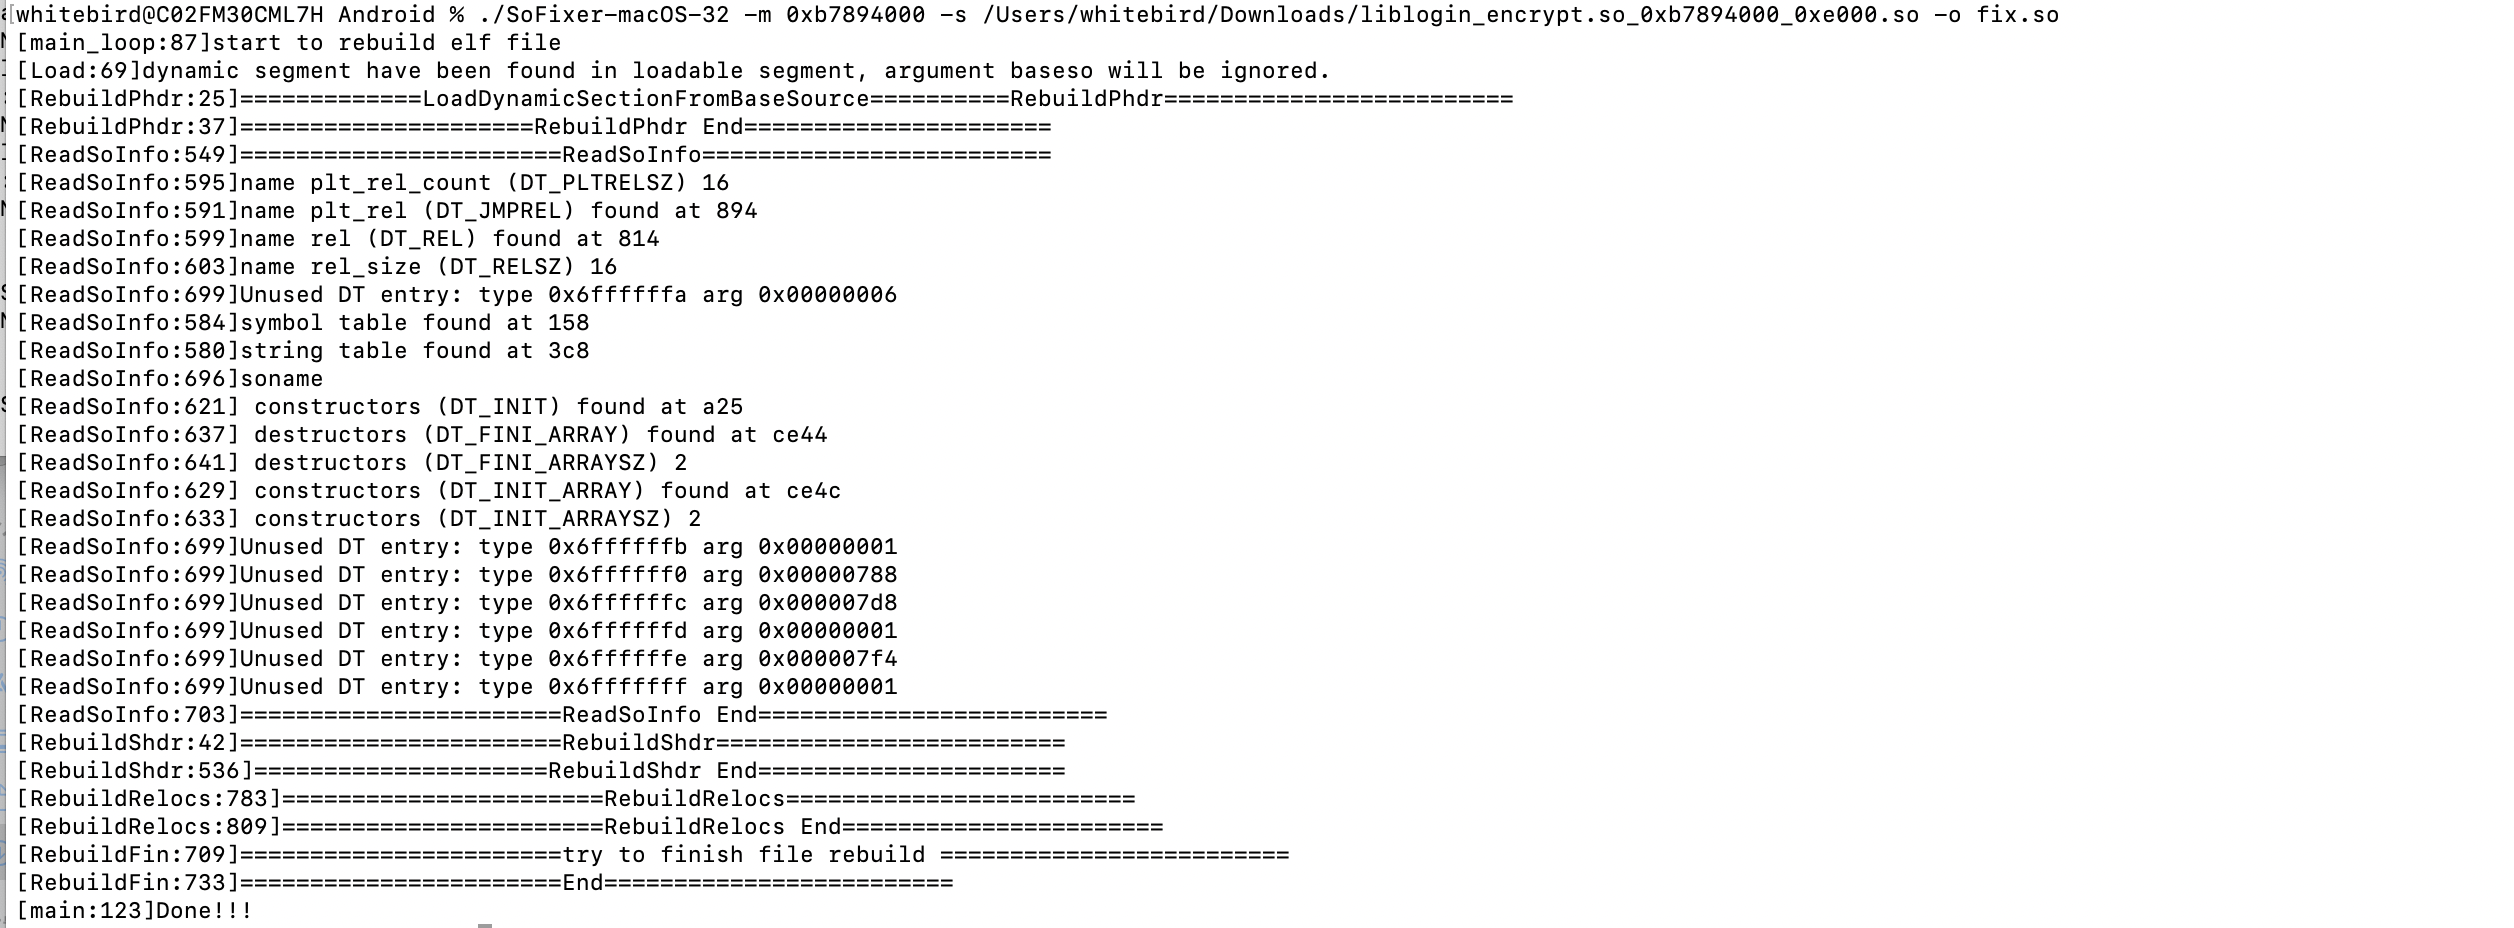 [whitebird@C02FM30CML7H Android % ./SoFixer-macOS-32 -m 0xb7894000 -s /Users/whitebird/Downloads/liblogin_encrypt.so_0xb7894000_0xe000.so -o fix.so
[main_loop:87]start to rebuild elf file
[Load:69]dynamic segment have been found in loadable segment, argument baseso will be ignored.
[RebuildPhdr:25]=============LoadDynamicSectionFromBaseSource==========RebuildPhdr=========================
[RebuildPhdr:37]=====================RebuildPhdr End======================
[ReadSoInfo:549]=======================ReadSoInfo=========================
[ReadSoInfo:595]name plt_rel_count (DT_PLTRELSZ) 16
[ReadSoInfo:591]name plt_rel (DT_JMPREL) found at 894
[ReadSoInfo:599]name rel (DT_REL) found at 814
[ReadSoInfo:603]name rel_size (DT_RELSZ) 16
[ReadSoInfo:699]Unused DT entry: type 0x6ffffffa arg 0x00000006
[ReadSoInfo:584]symbol table found at 158
[ReadSoInfo:580]string table found at 3c8
[ReadSoInfo:696]soname
[ReadSoInfo:621] constructors (DT_INIT) found at a25
[ReadSoInfo:637] destructors (DT_FINI_ARRAY) found at ce44
[ReadSoInfo:641] destructors (DT_FINI_ARRAYSZ) 2
[ReadSoInfo:629] constructors (DT_INIT_ARRAY) found at ce4c
[ReadSoInfo:633] constructors (DT_INIT_ARRAYSZ) 2
[ReadSoInfo:699]Unused DT entry: type 0x6ffffffb arg 0x00000001
[ReadSoInfo:699]Unused DT entry: type 0x6ffffff0 arg 0x00000788
[ReadSoInfo:699]Unused DT entry: type 0x6ffffffc arg 0x000007d8
[ReadSoInfo:699]Unused DT entry: type 0x6ffffffd arg 0x00000001
[ReadSoInfo:699]Unused DT entry: type 0x6ffffffe arg 0x000007f4
[ReadSoInfo:699]Unused DT entry: type 0x6fffffff arg 0x00000001
[ReadSoInfo:703]=======================ReadSoInfo End=========================
[RebuildShdr:42]=======================RebuildShdr=========================
[RebuildShdr:536]=====================RebuildShdr End======================
[RebuildRelocs:783]=======================RebuildRelocs=========================
[RebuildRelocs:809]=======================RebuildRelocs End=======================
[RebuildFin:709]=======================try to finish file rebuild =========================
[RebuildFin:733]=======================End=========================
[main:123]Done!!!